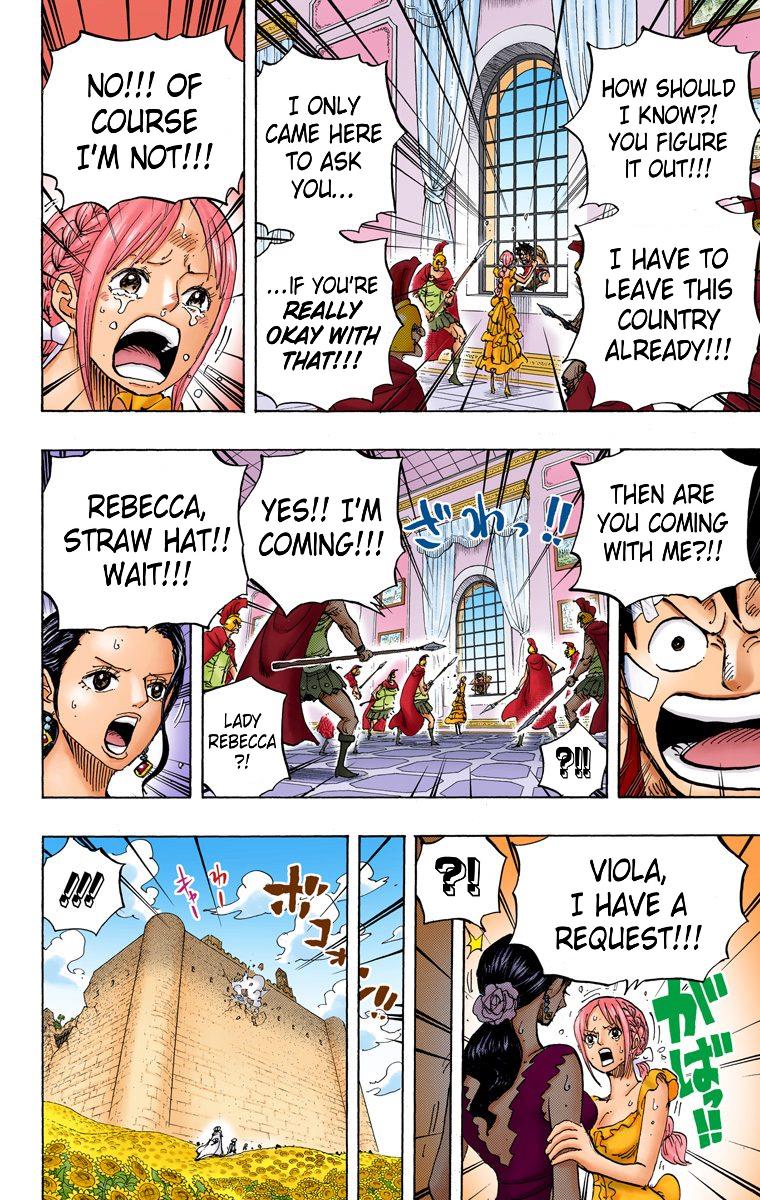 HOW SHOULD
I KNOW?!
YOU FIGURE
IT OUT!!!
I HAVE TO
LEAVE THIS
COUNTRY
ALREADY!!!
I ONLY
CAME HERE
TO ASK
YOU...
...IF YOU'RE
REALLY
OKAY WITH
THAT!!!
NO!!! OF
COURSE
I'M NOT!!!
THEN ARE
YOU COMING
WITH ME?!!
ざわっ!!
YES!! I'M
COMING!!!
?!!
LADY
REBECCA
?!
REBECCA,
STRAW HAT!!
WAIT!!!
VIOLA,
I HAVE A
REQUEST!!!
?!
がばっ!!
ボコォン!
わー
キャー
!!!